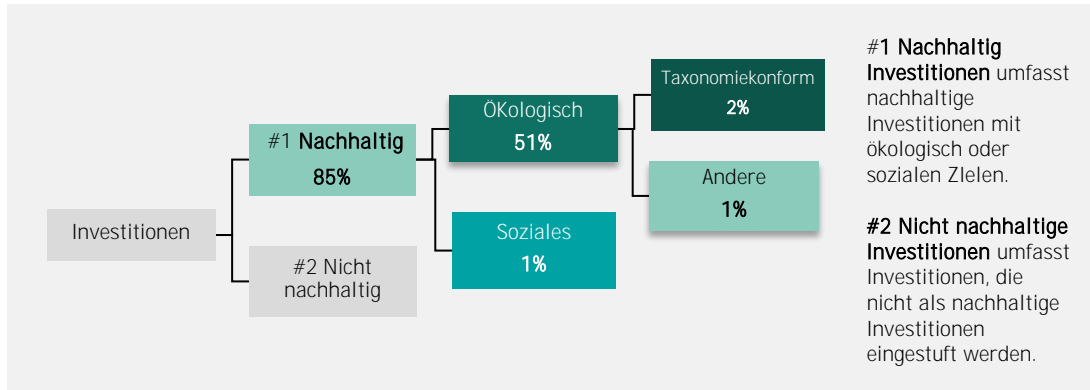 Investitionen
#1 Nachhaltig
85%
#2 Nicht
nachhaltig
ÖKologisch
51%
Soziales
1%
Taxonomiekonform
2%
Andere
1%
#1 Nachhaltig
Investitionen umfasst
nachhaltige
Investitionen mit
ökologisch oder
sozialen ZIelen.
#2 Nicht nachhaltige
Investitionen umfasst
Investitionen, die
nicht als nachhaltige
Investitionen
eingestuft werden.